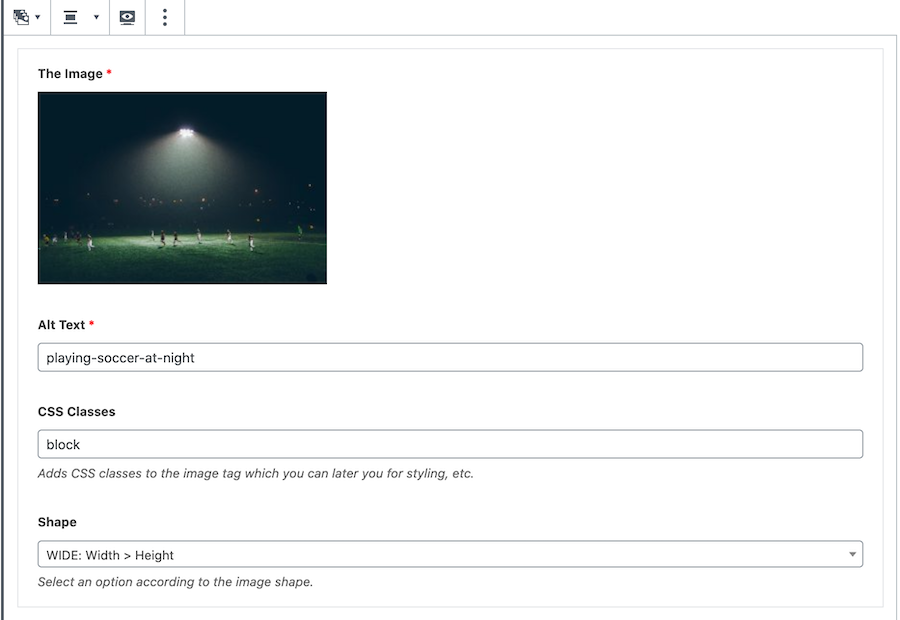 The Image *
Alt Text *
playing-soccer-at-night
CSS Classes
block
Adds CSS classes to the image tag which you can later you for styling, etc.
Shape
WIDE: Width > Height
Select an option according to the image shape.